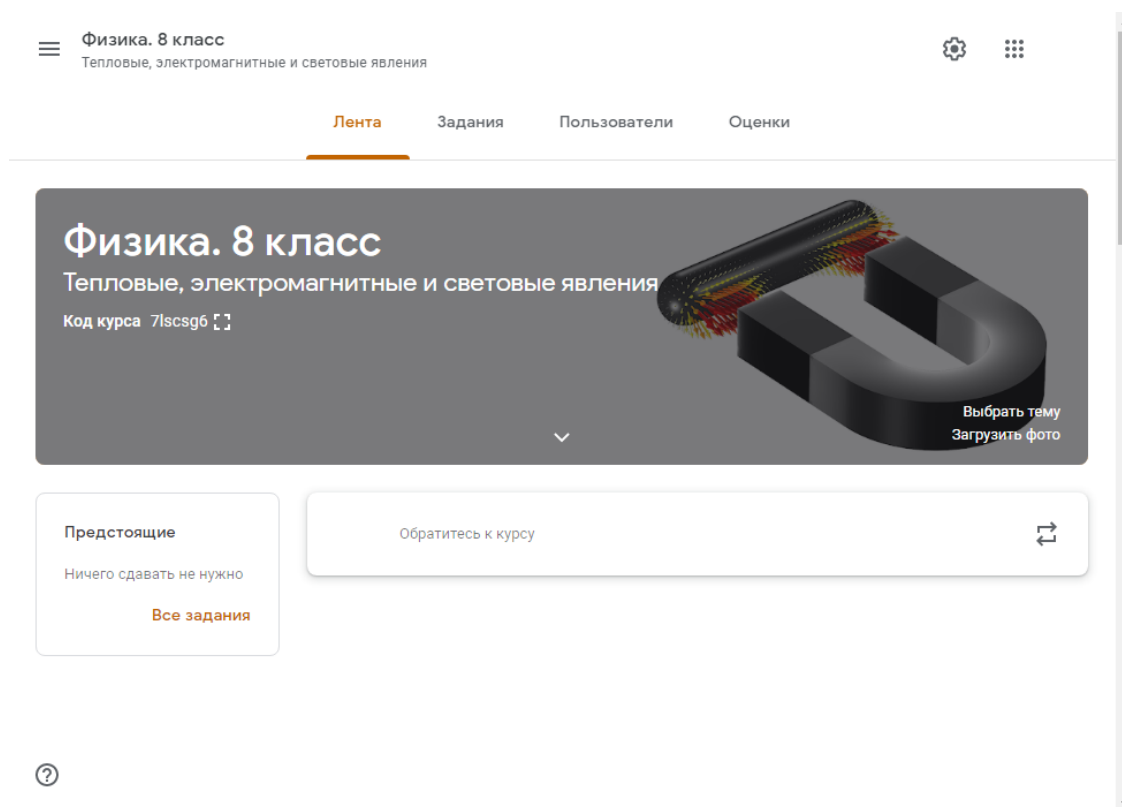 Физика. 8 класс
Тепловые, электромагнитные и световые явления
Лента Задания Пользователи Оценки
Физика. 8 класс
Тепловые, электромагнитные и световые явления
Код курса 7lscsg6
Выбрать тему
Загрузить фото
Предстоящие
Ничего сдавать не нужно
Все задания
Обратитесь к курсу